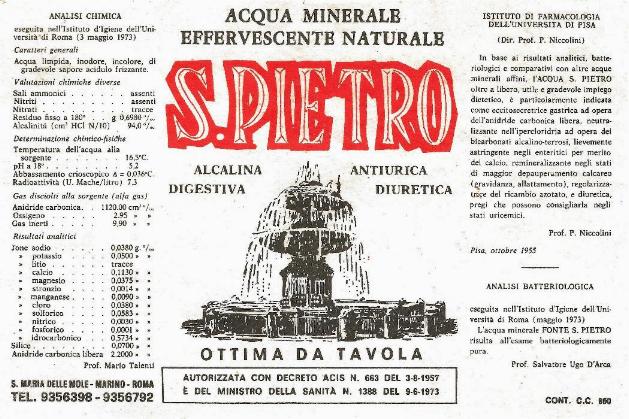 ANALISI CHIMICA
eseguita nell'Istituto d'Igiene dell'Uni-
versità di Roma (3 maggio 1973)
Caratteri generali
Acqua limpida, inodore, incolore, di
gradevole sapore acidulo frizzante.
Valutazioni chimiche diverse
Sali ammonici . . . . . assenti
Nitriti . . . . . assenti
Nitrati . . . . . tracce
Residuo fisso a 180° . g 0,6980 °/₀₀
Alcalinità (cm³ HCl N/10) 94,0 °/₀₀
Determinazione chimico-fisiche
Temperatura dell'acqua alla
sorgente . . . . . 16,5°C.
pH a 18° . . . . . 5.2
Abbassamento crioscopico Δ = 0,036°C.
Radioattività (U. Mache/litro) 7.3
Gas disciolti alla sorgente (alfa gas)
Anidride carbonica . . . 1120.00 cm³ °/₀₀
Ossigeno . . . 2.95 » »
Gas inerti . . . 9,90 » »
Risultati analitici
Jone sodio . . . . 0,0380 g. °/₀₀
» potassio . . . . 0,0500 » »
» litio . . . . tracce
» calcio . . . . 0,1130 » »
» magnesio . . . . 0,0375 » »
» stronzio . . . . 0,0014 » »
» manganese . . . . 0,0090 » »
» cloro . . . . 0,0380 » »
» solforico . . . . 0,0583 » »
» nitrico . . . . 0,0030 » »
» fosforico . . . . 0,0001 » »
» idrocarbonico . . 0,5734 » »
Silice . . . . 0,0700 » »
Anidride carbonica libera 2,2000 » »
Prof. Mario Talenti
S. MARIA DELLE MOLE - MARINO - ROMA
TEL. 9356398 - 9356792
ACQUA MINERALE
EFFERVESCENTE NATURALE
S. PIETRO
ALCALINA ANTIURICA
DIGESTIVA DIURETICA
OTTIMA DA TAVOLA
AUTORIZZATA CON DECRETO ACIS N. 663 DEL 3-8-1957
E DEL MINISTERO DELLA SANITÀ N. 1388 DEL 9-6-1973
ISTITUTO DI FARMACOLOGIA
DELL'UNIVERSITA DI PISA
(Dir. Prof. P. Niccolini)
In base ai risultati analitici, batte-
riologici e comparativi con altre acque
minerali affini, l'ACQUA S. PIETRO
oltre a libero, utile e gradevole impiego
dietetico, è particolarmente indicata
come eccitosecretive gastrica ad opera
dell'anidride carbonica libera, neutra-
lizzante nell'ipercloridria ad opera dei
bicarbonati alcalino-terrosi, lievemente
astringente negli enteritici per merito
del calcio, remineralizzante negli stati
di maggior depauperamento calcareo
(gravidanza, allattamento), regolarizza-
trice del ricambio azotato, e diuretica,
pregi che possono consigliarla negli
stati uricemici.
Prof. P. Niccolini
Pisa, ottobre 1955
ANALISI BATTERIOLOGICA
eseguita nell'Istituto d'Igiene dell'Uni-
versità di Roma (maggio 1973)
L'acqua minerale FONTE S. PIETRO
risulta all'esame batteriologicamente
pura.
Prof. Salvatore Ugo D'Arca
CONT. C.C. 950